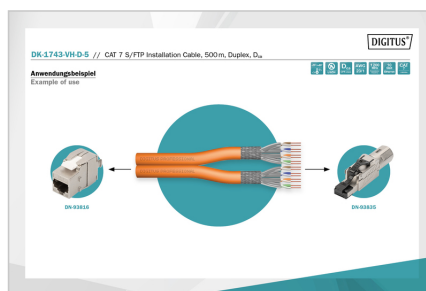 DIGITUS®
DK-1743-VH-D-5 // CAT 7 S/FTP Installation Cable, 500 m, Duplex, Dca
Anwendungsbeispiel
Example of use
DN-93816
DN-93835